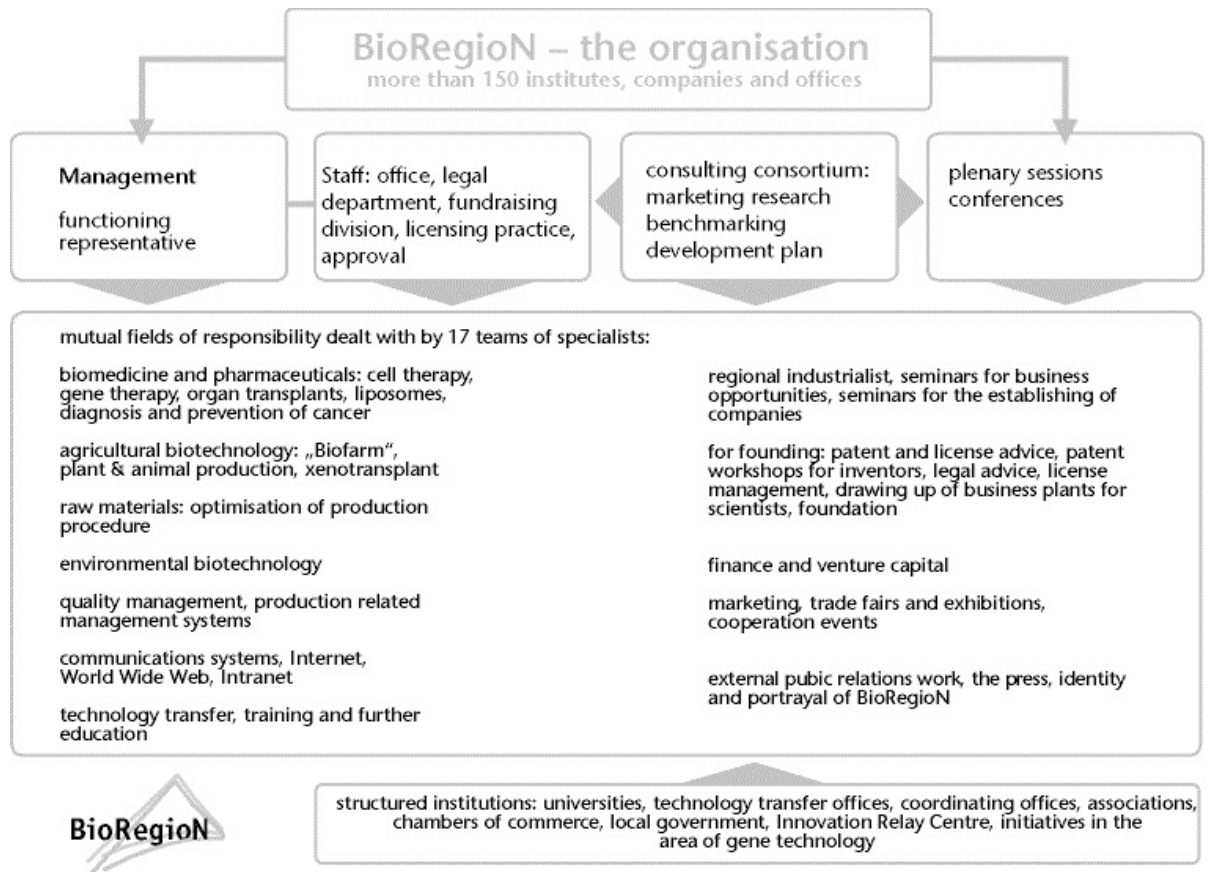 BioRegioN – the organisation
more than 150 institutes, companies and offices
Management
functioning
representative
Staff: office, legal
department, fundraising
division, licensing practice,
approval
consulting consortium:
marketing research
benchmarking
development plan
plenary sessions
conferences
mutual fields of responsibility dealt with by 17 teams of specialists:
biomedicine and pharmaceuticals: cell therapy,
gene therapy, organ transplants, liposomes,
diagnosis and prevention of cancer
agricultural biotechnology: „Biofarm“,
plant & animal production, xenotransplant
raw materials: optimisation of production
procedure
environmental biotechnology
quality management, production related
management systems
communications systems, Internet,
World Wide Web, Intranet
technology transfer, training and further
education
regional industrialist, seminars for business
opportunities, seminars for the establishing of
companies
for founding: patent and license advice, patent
workshops for inventors, legal advice, license
management, drawing up of business plants for
scientists, foundation
finance and venture capital
marketing, trade fairs and exhibitions,
cooperation events
external pubic relations work, the press, identity
and portrayal of BioRegioN
BioRegioN
structured institutions: universities, technology transfer offices, coordinating offices, associations,
chambers of commerce, local government, Innovation Relay Centre, initiatives in the
area of gene technology